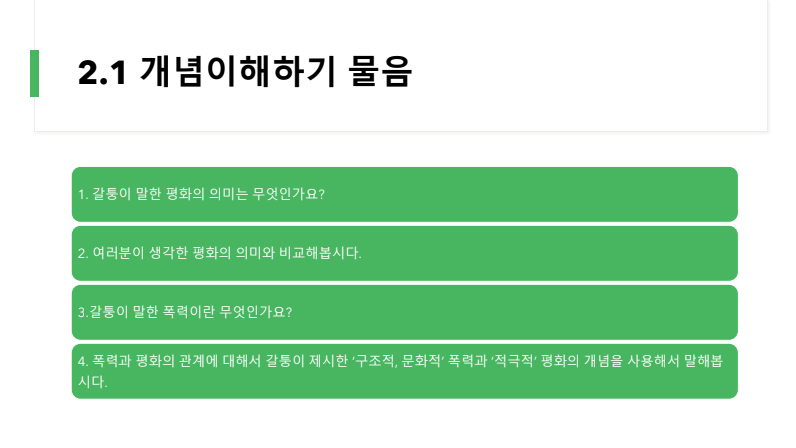 2.1 개념이해하기 물음
1. 갈퉁이 말한 평화의 의미는 무엇인가요?
2. 여러분이 생각한 평화의 의미와 비교해봅시다.
3.갈퉁이 말한 폭력이란 무엇인가요?
4. 폭력과 평화의 관계에 대해서 갈퉁이 제시한 ‘구조적, 문화적’ 폭력과 ‘적극적’ 평화의 개념을 사용해서 말해봅
시다.